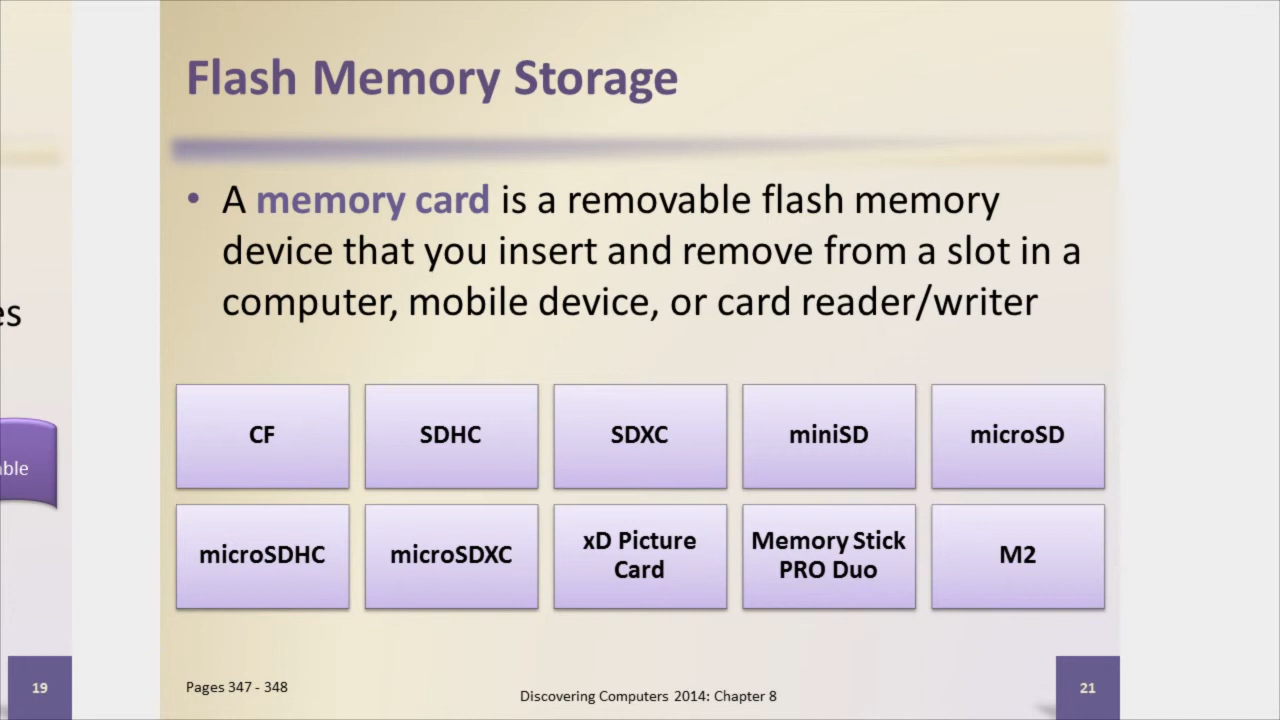 Flash Memory Storage
• A memory card is a removable flash memory
device that you insert and remove from a slot in a
computer, mobile device, or card reader/writer
CF
SDHC
SDXC
miniSD
microSD
microSDHC
microSDXC
xD Picture
Card
Memory Stick
PRO Duo
M2
Pages 347 - 348
Discovering Computers 2014: Chapter 8
21
es
able
19